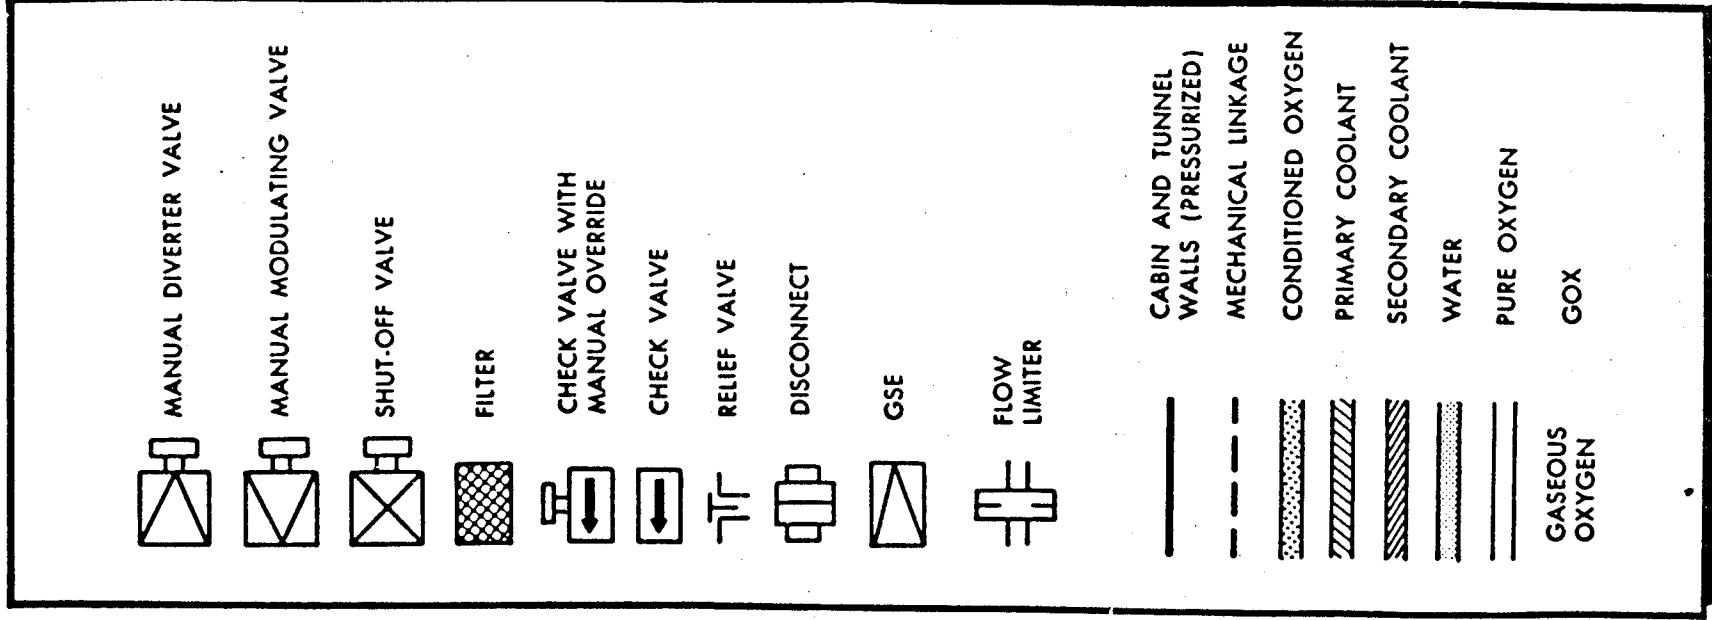 MANUAL DIVERTER VALVE
MANUAL MODULATING VALVE
SHUT-OFF VALVE
FILTER
CHECK VALVE WITH
MANUAL OVERRIDE
CHECK VALVE
RELIEF VALVE
DISCONNECT
GSE
FLOW
LIMITER
CABIN AND TUNNEL
WALLS (PRESSURIZED)
MECHANICAL LINKAGE
CONDITIONED OXYGEN
PRIMARY COOLANT
SECONDARY COOLANT
WATER
PURE OXYGEN
GASEOUS
OXYGEN
GOX